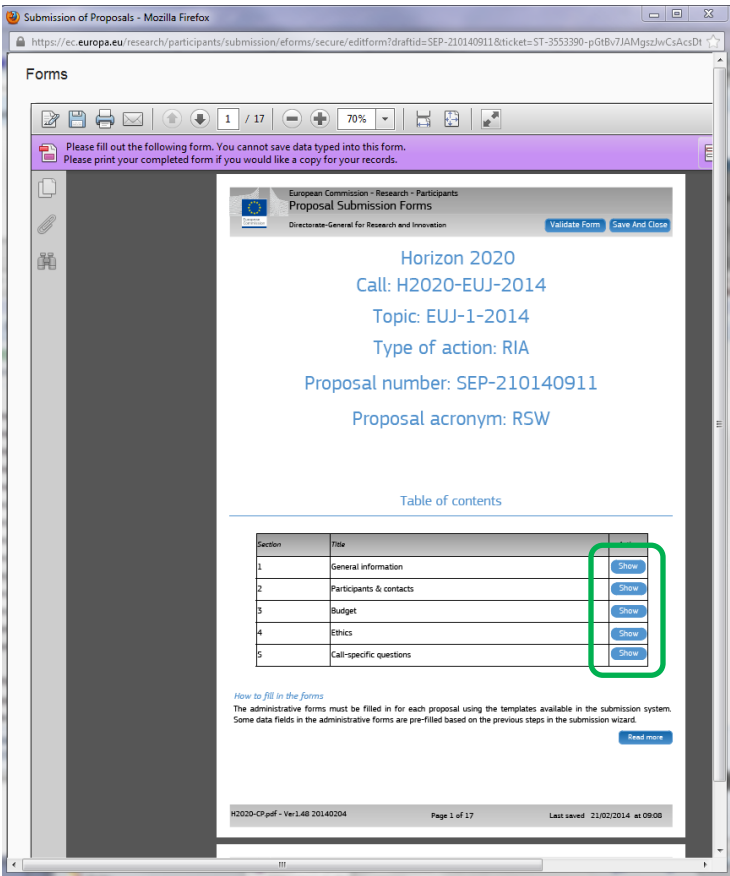 Submission of Proposals - Mozilla Firefox
https://ec.europa.eu/research/participants/submission/eforms/secure/editform?draftid=SEP-210140911&ticket=ST-3553390-pGtBv7JAMgszJwCsAcsDt
Forms
1 / 17 70%
Please fill out the following form. You cannot save data typed into this form.
Please print your completed form if you would like a copy for your records.
European Commission - Research - Participants
Proposal Submission Forms
Directorate-General for Research and Innovation
Validate Form Save And Close
European
Commission
Horizon 2020
Call: H2020-EUJ-2014
Topic: EUJ-1-2014
Type of action: RIA
Proposal number: SEP-210140911
Proposal acronym: RSW
Table of contents
Section Title
1 General information Show
2 Participants & contacts Show
3 Budget Show
4 Ethics Show
5 Call-specific questions Show
How to fill in the forms
The administrative forms must be filled in for each proposal using the templates available in the submission system.
Some data fields in the administrative forms are pre-filled based on the previous steps in the submission wizard.
Read more
H2020-CP.pdf - Ver1.48 20140204 Page 1 of 17 Last saved 21/02/2014 at 09:08